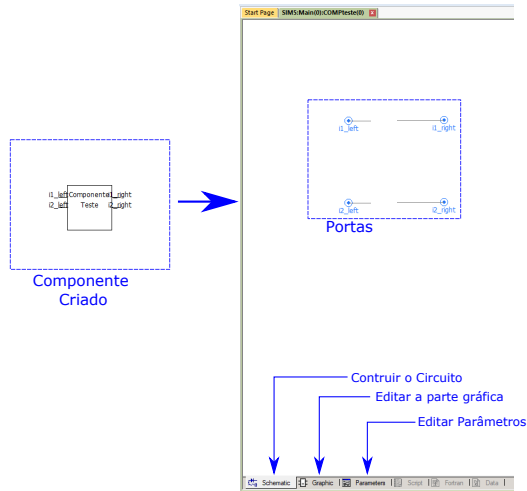 Start Page SIMS:Main(0):COMPteste(0)
i1_left i1_right
i2_left i2_right
Portas
i1_left Componente i1_right
i2_left Teste i2_right
Componente
Criado
Contruir o Circuito
Editar a parte gráfica
Editar Parâmetros
Schematic Graphic Parameters Script Fortran Data